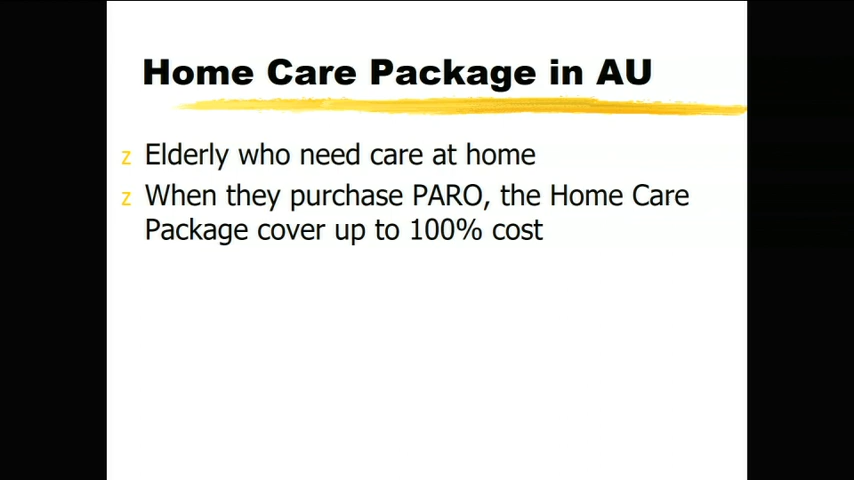 Home Care Package in AU
z Elderly who need care at home
z When they purchase PARO, the Home Care
Package cover up to 100% cost